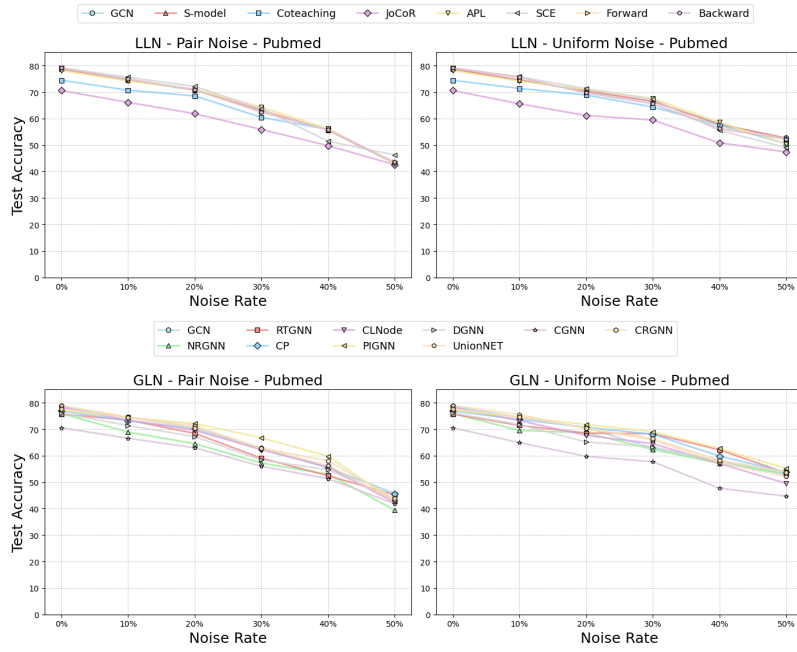 GCN S-model Coteaching JoCoR APL SCE Forward Backward
LLN - Pair Noise - Pubmed
LLN - Uniform Noise - Pubmed
Test Accuracy
80
70
60
50
40
30
20
10
0
0% 10% 20% 30% 40% 50%
Noise Rate
80
70
60
50
40
30
20
10
0
0% 10% 20% 30% 40% 50%
Noise Rate
GCN RTGNN CLNode DGNN CGNN CRGNN
NRGNN CP PIGNN UnionNET
GLN - Pair Noise - Pubmed
GLN - Uniform Noise - Pubmed
Test Accuracy
80
70
60
50
40
30
20
10
0
0% 10% 20% 30% 40% 50%
Noise Rate
80
70
60
50
40
30
20
10
0
0% 10% 20% 30% 40% 50%
Noise Rate